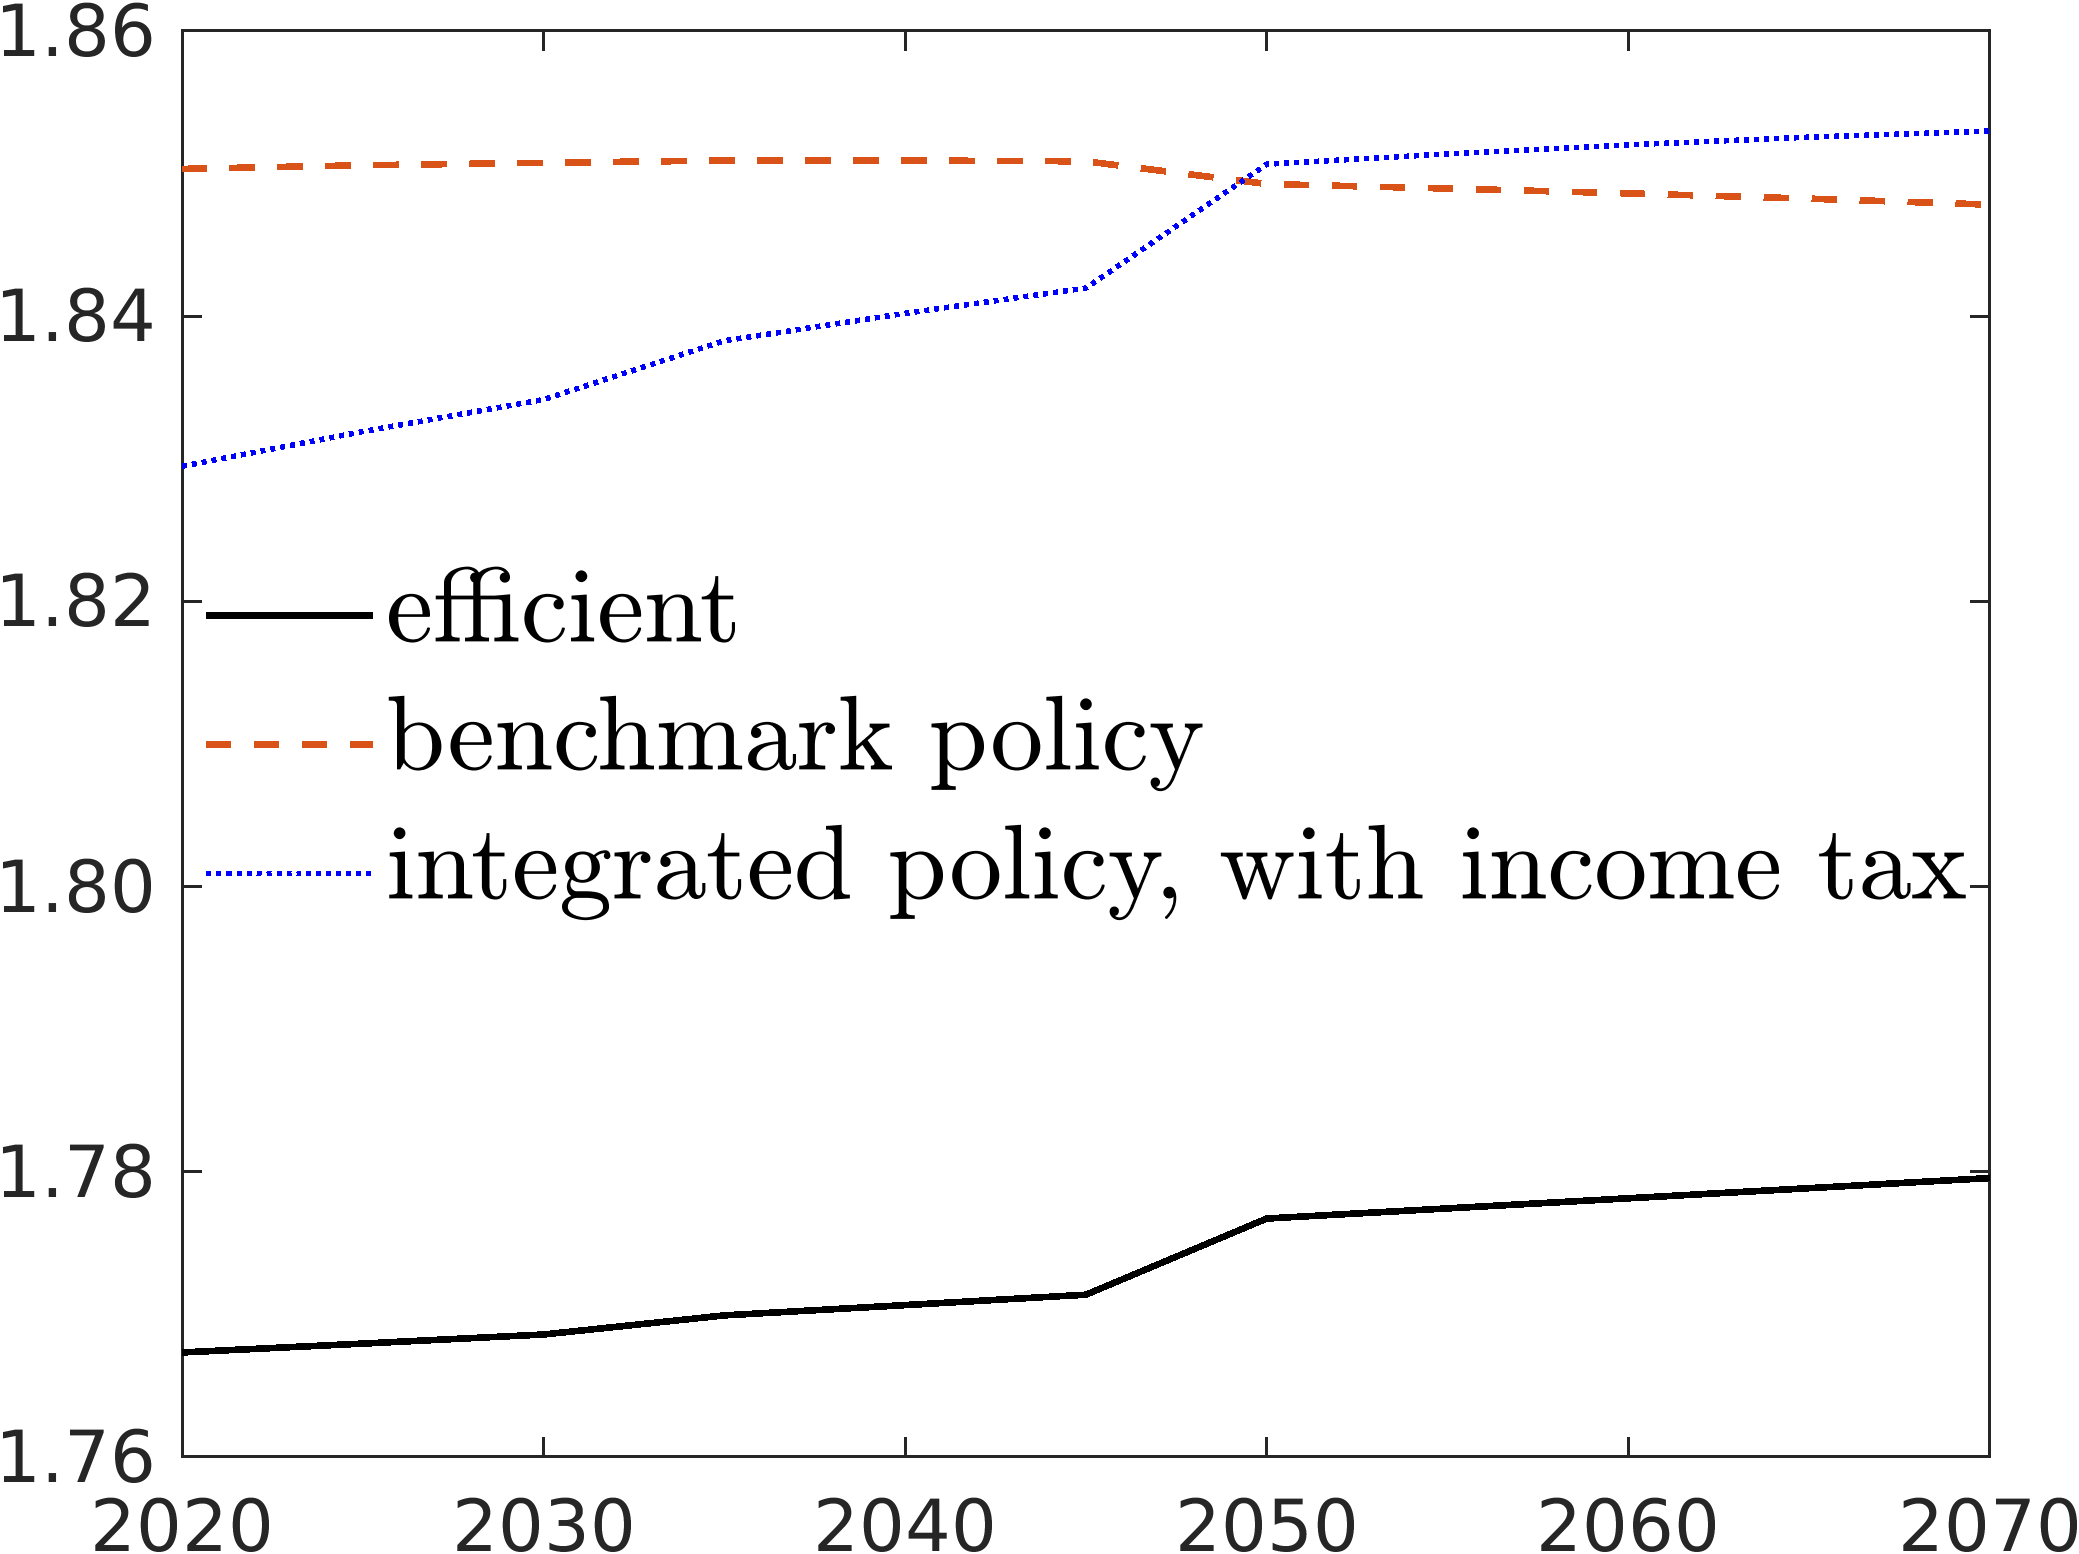 1.86
1.84
1.82
efficient
benchmark policy
integrated policy, with income tax
1.80
1.78
1.76
2020 2030 2040 2050 2060 2070